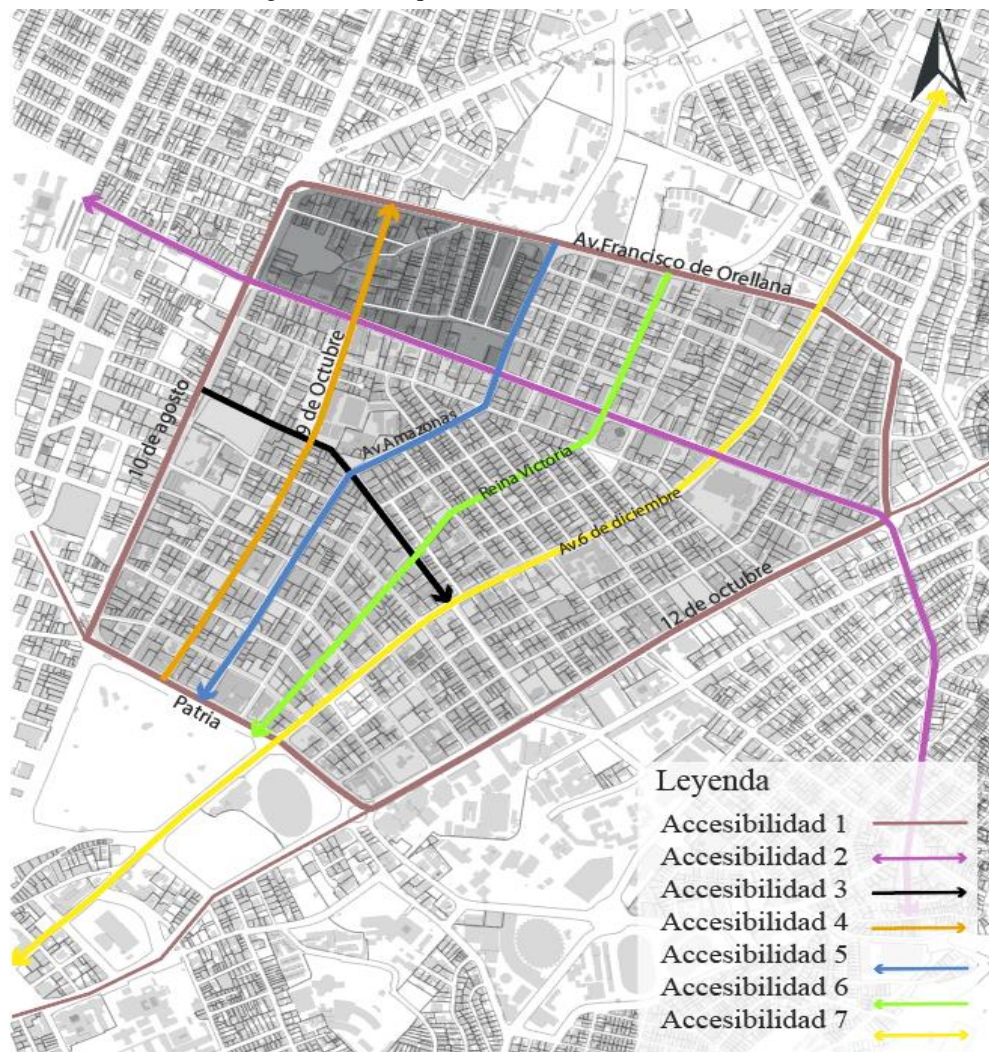 Av.Francisco de Orellana
10 de agosto
9 de Octubre
Av.Amazonas
Reina Victoria
Av.6 de diciembre
12 de octubre
Patria
Leyenda
Accesibilidad 1
Accesibilidad 2
Accesibilidad 3
Accesibilidad 4
Accesibilidad 5
Accesibilidad 6
Accesibilidad 7